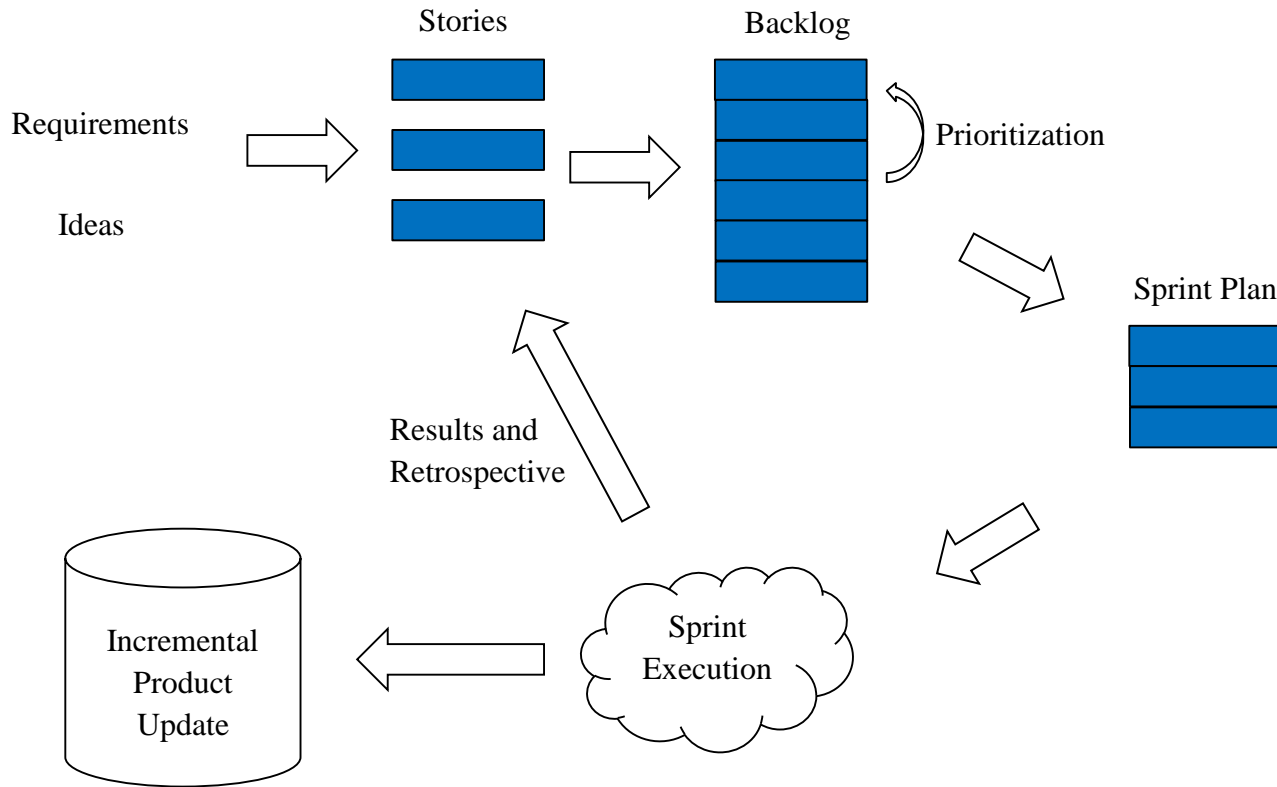 Stories
Backlog
Requirements
Prioritization
Ideas
Sprint Plan
Results and
Retrospective
Sprint
Execution
Incremental
Product
Update